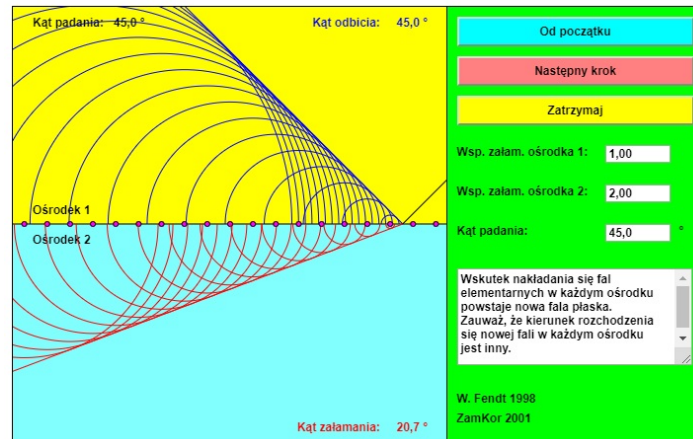 Kąt padania: 45,0 °
Kąt odbicia: 45,0 °
Ośrodek 1
Ośrodek 2
Kąt załamania: 20,7 °
Od początku
Następny krok
Zatrzymaj
Wsp. załam. ośrodka 1: 1,00
Wsp. załam. ośrodka 2: 2,00
Kąt padania: 45,0 °
Wskutek nakładania się fal
elementarnych w każdym ośrodku
powstaje nowa fala płaska.
Zauważ, że kierunek rozchodzenia
się nowej fali w każdym ośrodku
jest inny.
W. Fendt 1998
ZamKor 2001